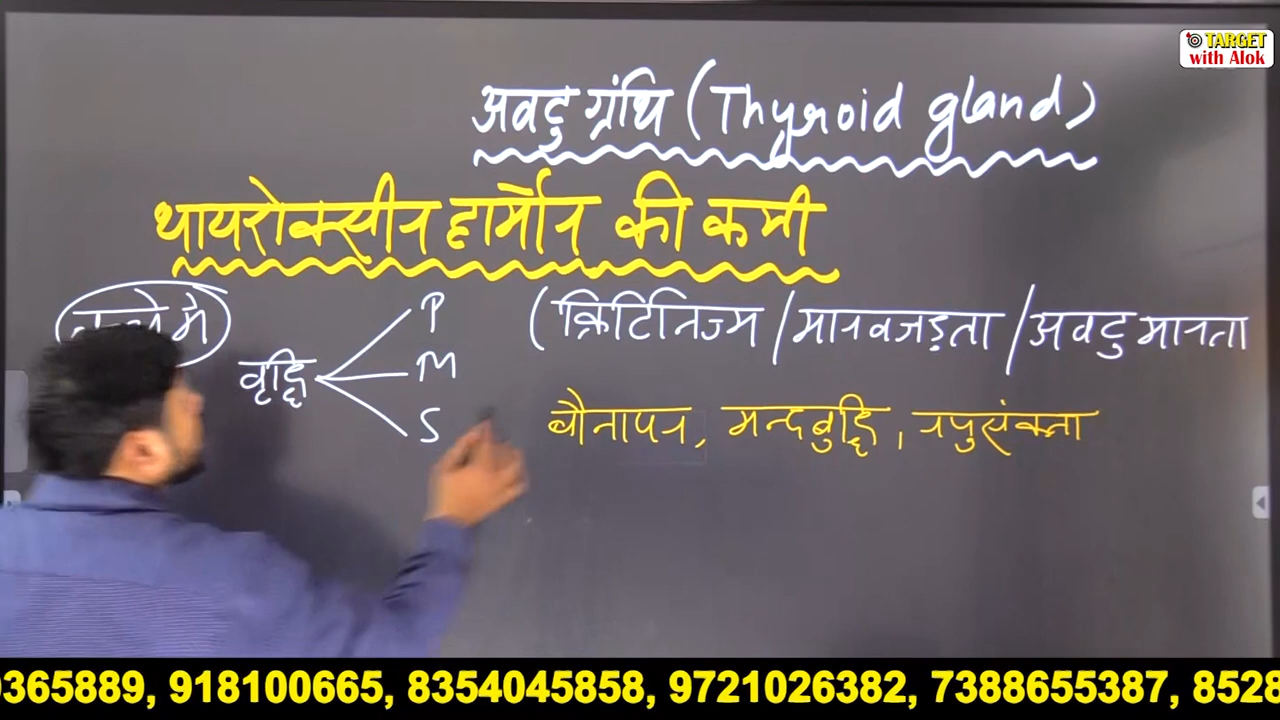 TARGET
with Alok
अवटु ग्रंथि (Thyroid gland)
थायरोक्सीन हार्मोन की कमी
में
(क्रिटिनिज्म / मानवजड़ता / अवटु मानता
वृद्धि
P
M
S
बौनापन, मन्दबुद्धि, नपुसंकता
0365889, 918100665, 8354045858, 9721026382, 7388655387, 8528